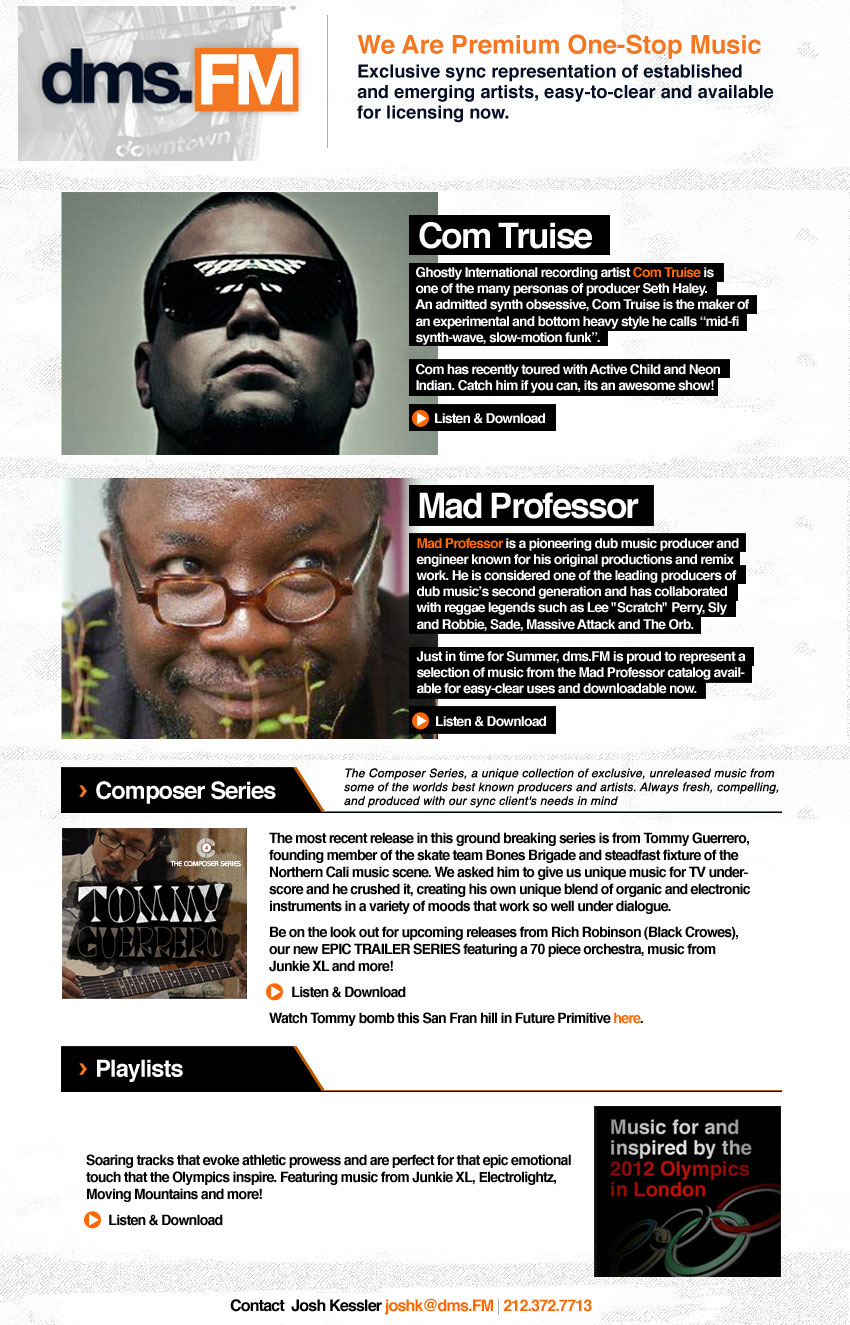 dms.FM
downtown
We Are Premium One-Stop Music
Exclusive sync representation of established
and emerging artists, easy-to-clear and available
for licensing now.
Com Truise
Ghostly International recording artist Com Truise is
one of the many personas of producer Seth Haley.
An admitted synth obsessive, Com Truise is the maker of
an experimental and bottom heavy style he calls “mid-fi
synth-wave, slow-motion funk”.
Com has recently toured with Active Child and Neon
Indian. Catch him if you can, its an awesome show!
Listen & Download
Mad Professor
Mad Professor is a pioneering dub music producer and
engineer known for his original productions and remix
work. He is considered one of the leading producers of
dub music’s second generation and has collaborated
with reggae legends such as Lee "Scratch" Perry, Sly
and Robbie, Sade, Massive Attack and The Orb.
Just in time for Summer, dms.FM is proud to represent a
selection of music from the Mad Professor catalog avail-
able for easy-clear uses and downloadable now.
Listen & Download
› Composer Series
The Composer Series, a unique collection of exclusive, unreleased music from
some of the worlds best known producers and artists. Always fresh, compelling,
and produced with our sync client's needs in mind
4
THE COMPOSER SERIES
TOMMY
GUERRERO
The most recent release in this ground breaking series is from Tommy Guerrero,
founding member of the skate team Bones Brigade and steadfast fixture of the
Northern Cali music scene. We asked him to give us unique music for TV under-
score and he crushed it, creating his own unique blend of organic and electronic
instruments in a variety of moods that work so well under dialogue.
Be on the look out for upcoming releases from Rich Robinson (Black Crowes),
our new EPIC TRAILER SERIES featuring a 70 piece orchestra, music from
Junkie XL and more!
Listen & Download
Watch Tommy bomb this San Fran hill in Future Primitive here.
› Playlists
Soaring tracks that evoke athletic prowess and are perfect for that epic emotional
touch that the Olympics inspire. Featuring music from Junkie XL, Electrolightz,
Moving Mountains and more!
Listen & Download
Music for and
inspired by the
2012 Olympics
in London
Contact Josh Kessler joshk@dms.FM | 212.372.7713